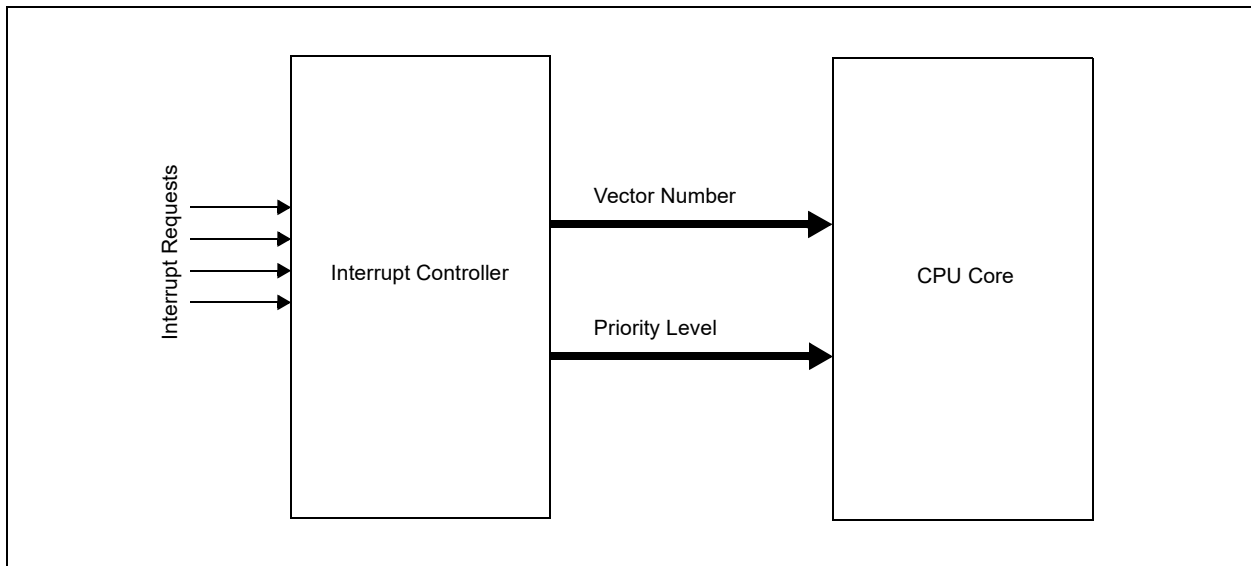 Interrupt Requests
Interrupt Controller
Vector Number
Priority Level
CPU Core